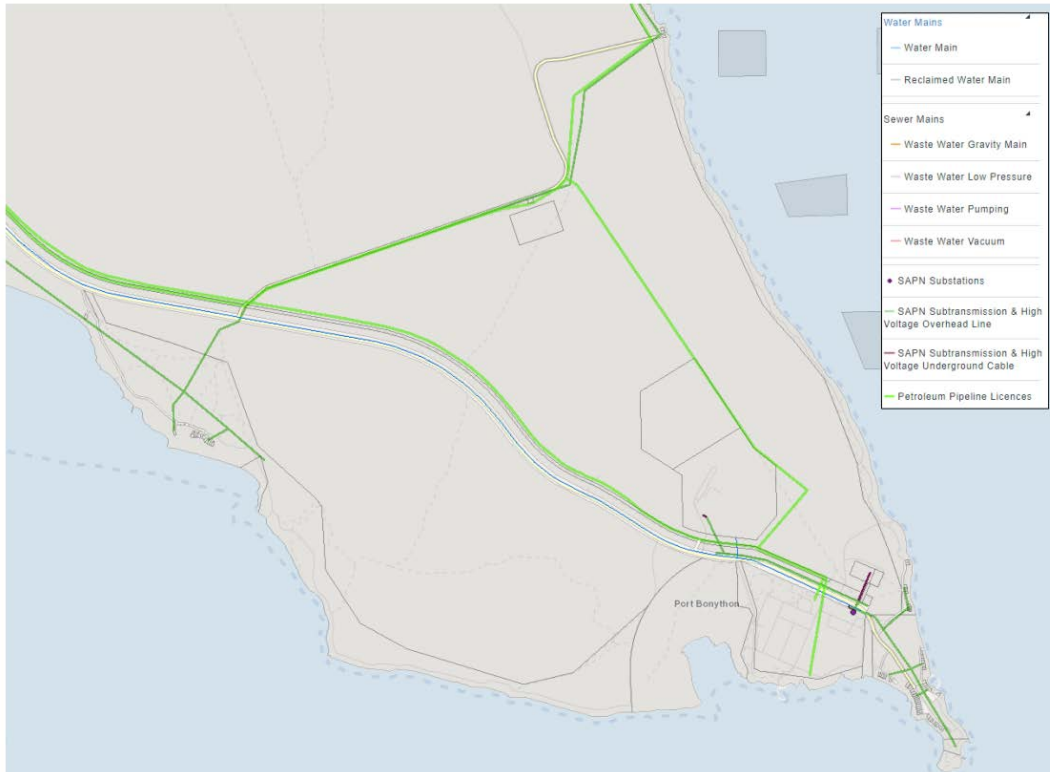 Water Mains
Water Main
Reclaimed Water Main
Sewer Mains
Waste Water Gravity Main
Waste Water Low Pressure
Waste Water Pumping
Waste Water Vacuum
SAPN Substations
SAPN Subtransmission & High
Voltage Overhead Line
SAPN Subtransmission & High
Voltage Underground Cable
Petroleum Pipeline Licences
Port Bonython